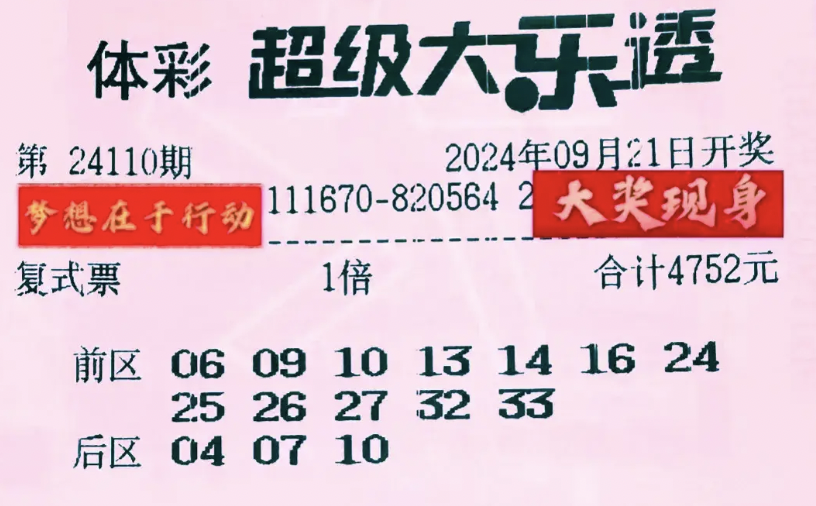 体彩 超级大乐透
第 24110期 2024年09月21日开奖
梦想在于行动 111670-820564 2 大奖现身
复式票 1倍 合计4752元
前区 06 09 10 13 14 16 24
25 26 27 32 33
后区 04 07 10